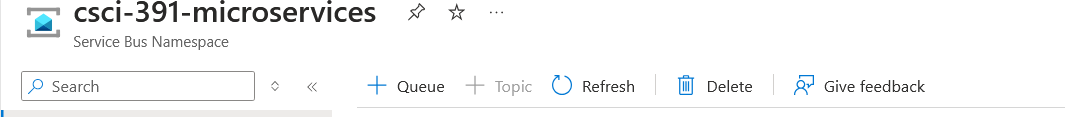 csci-391-microservices
Service Bus Namespace
Search
Queue Topic Refresh Delete Give feedback